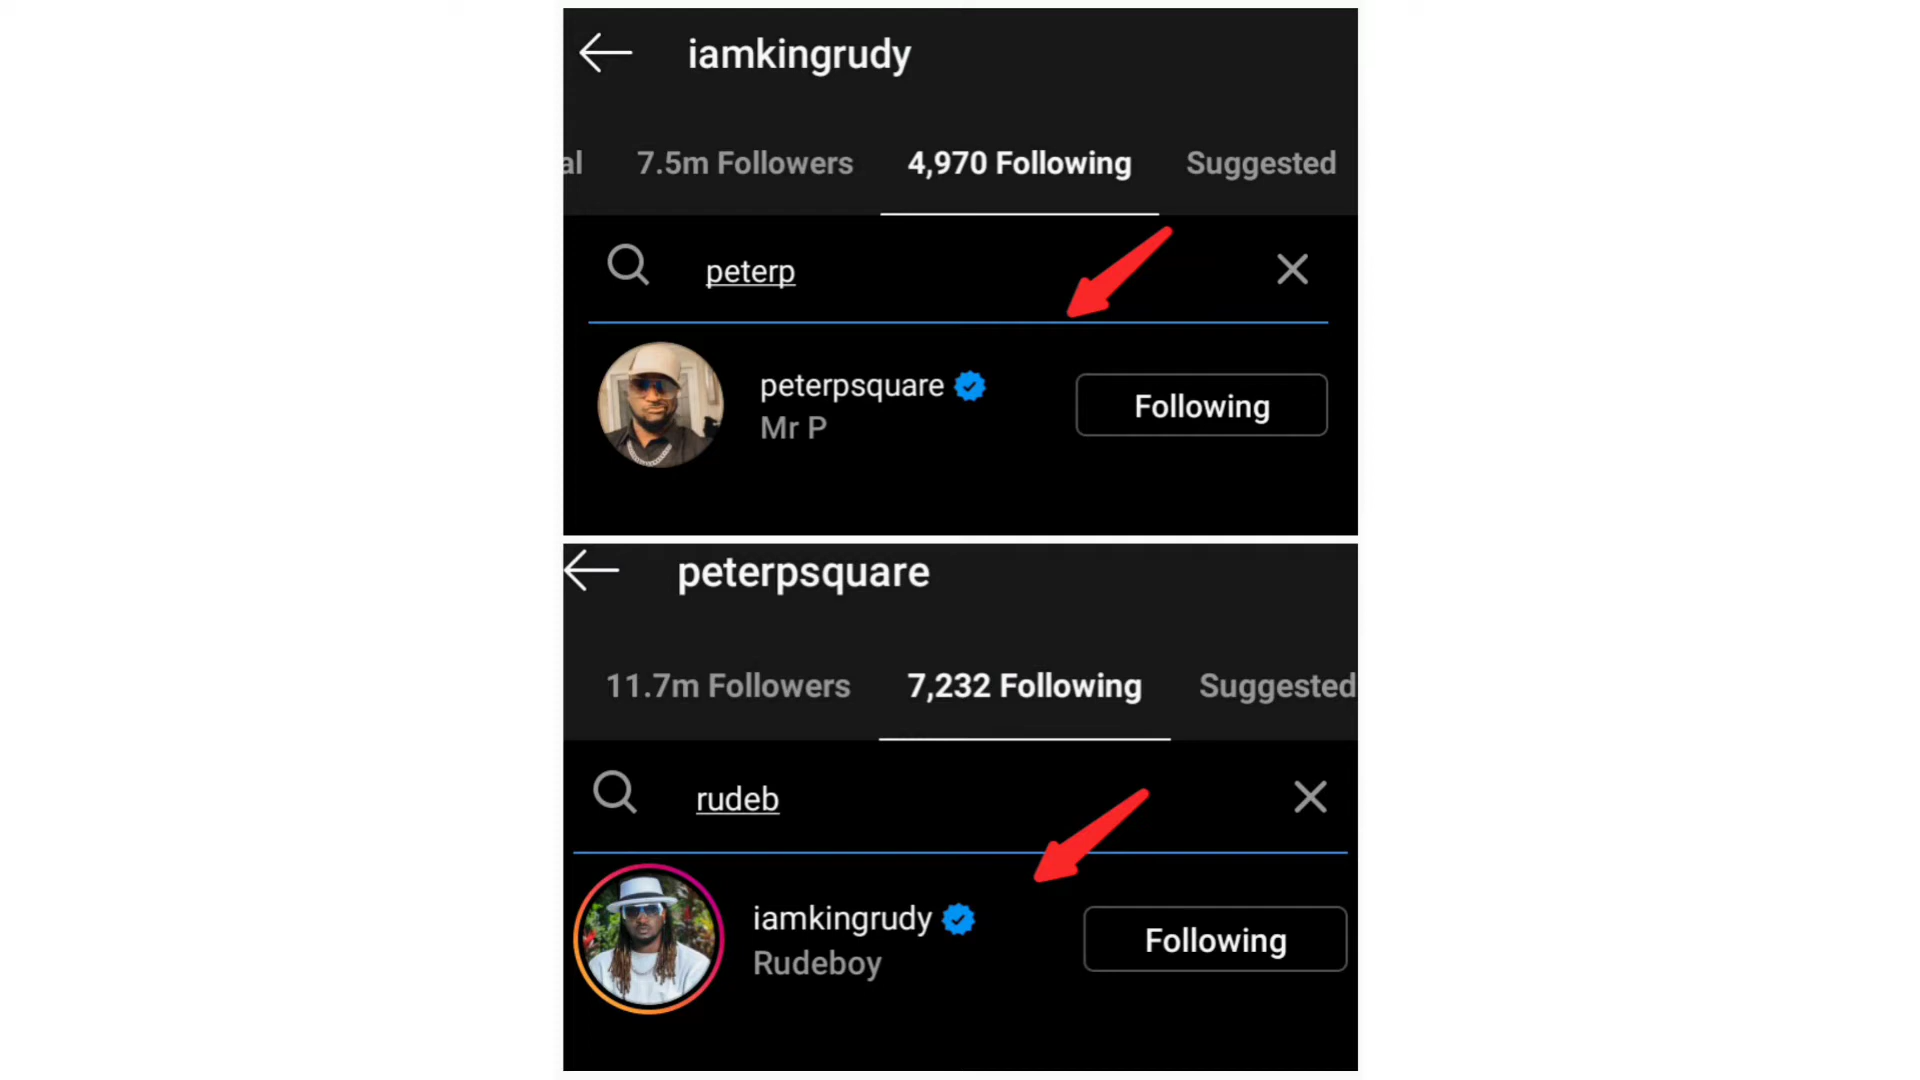 iamkingrudy
al 7.5m Followers 4,970 Following Suggested
peterp
peterpsquare
Mr P
Following
peterpsquare
11.7m Followers 7,232 Following Suggested
rudeb
iamkingrudy
Rudeboy
Following